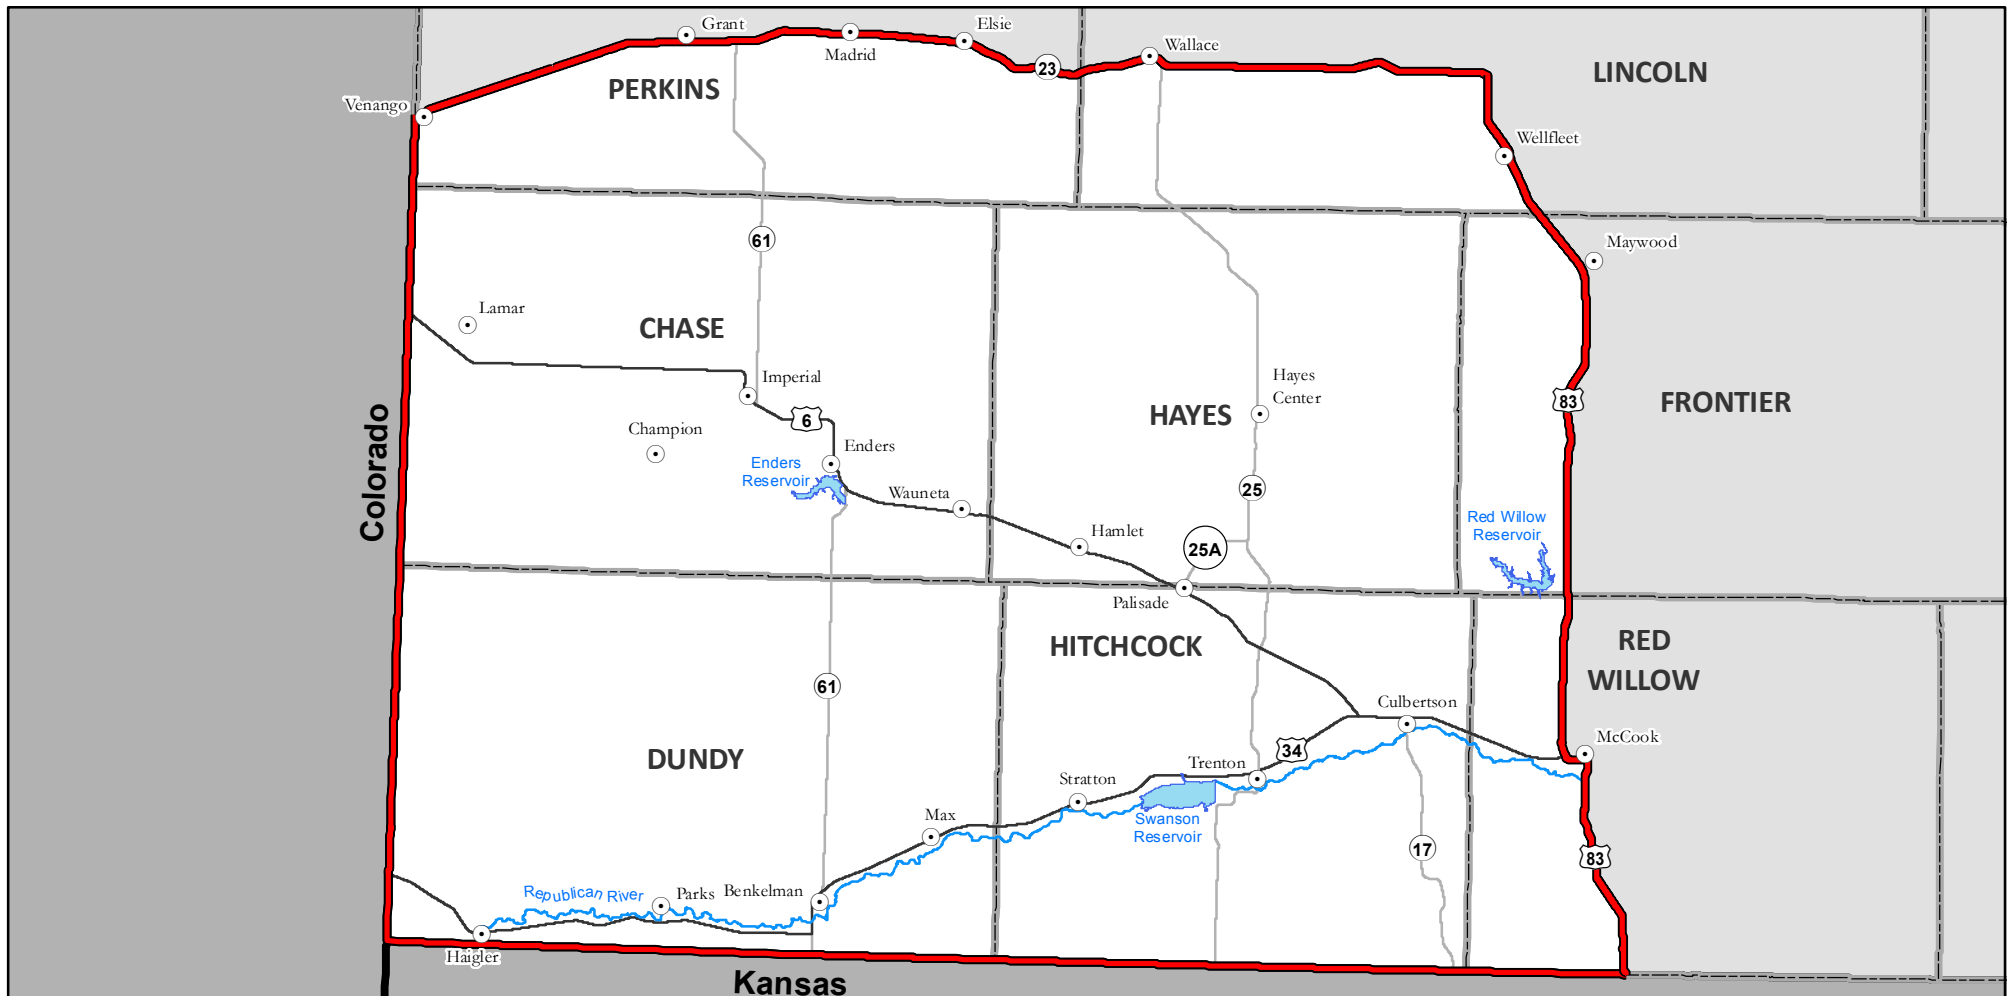 Grant
Elsie
Madrid
Wallace
23
LINCOLN
PERKINS
Venango
Wellfleet
61
Maywood
Lamar
CHASE
Imperial
Hayes
Center
83
FRONTIER
6
HAYES
Champion
Enders
Colorado
Enders
Reservoir
Wauneta
25
Red Willow
Reservoir
Hamlet
25A
Palisade
HITCHCOCK
RED
WILLOW
61
Culbertson
McCook
DUNDY
34
Trenton
Stratton
Max
Swanson
Reservoir
17
83
Republican River
Parks
Benkelman
Haigler
Kansas